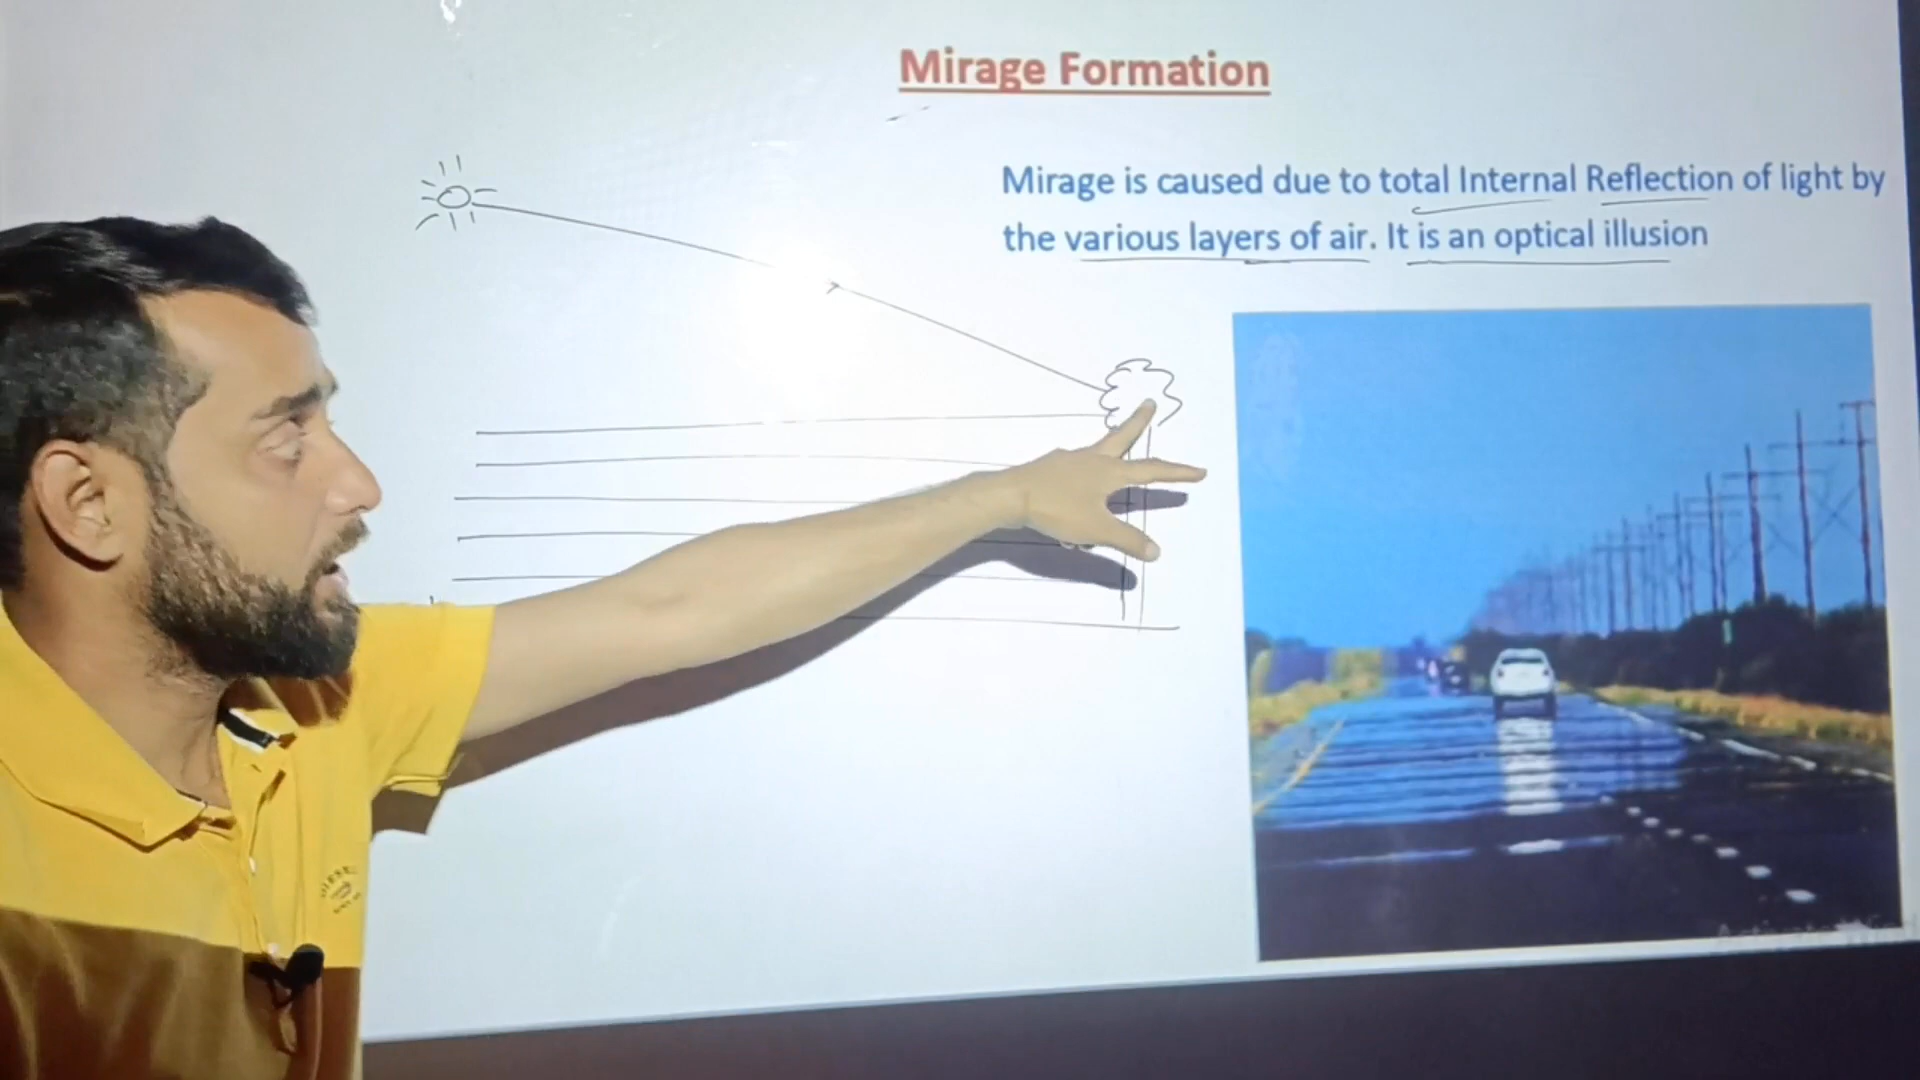 Mirage Formation
Mirage is caused due to total Internal Reflection of light by
the various layers of air. It is an optical illusion